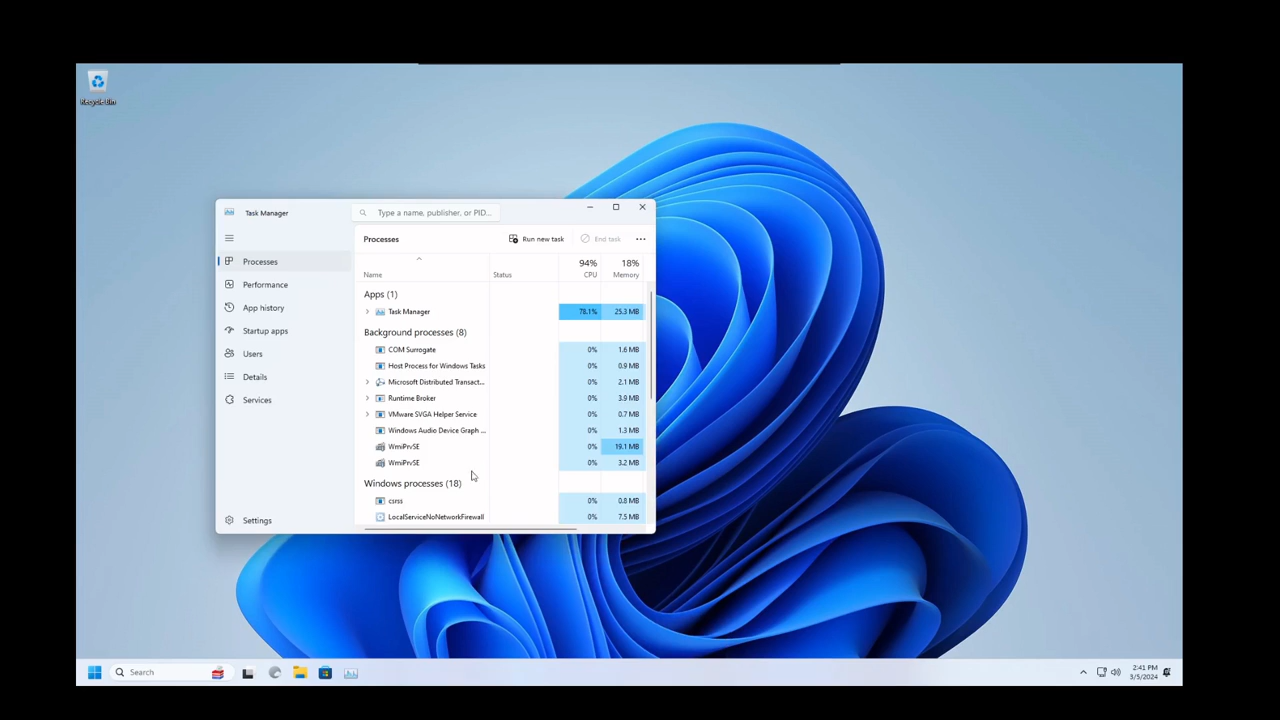 Recycle Bin
Task Manager
Type a name, publisher, or PID...
Processes
Run new task
End task
Processes
Performance
App history
Startup apps
Users
Details
Services
Settings
94% 18%
Name Status CPU Memory
Apps (1)
Task Manager 78.1% 25.3 MB
Background processes (8)
COM Surrogate 0% 1.6 MB
Host Process for Windows Tasks 0% 0.9 MB
Microsoft Distributed Transact... 0% 2.1 MB
Runtime Broker 0% 3.9 MB
VMware SVGA Helper Service 0% 0.7 MB
Windows Audio Device Graph ... 0% 1.3 MB
WmiPrvSE 0% 19.1 MB
WmiPrvSE 0% 3.2 MB
Windows processes (18)
csrss 0% 0.8 MB
LocalServiceNoNetworkFirewall 0% 7.5 MB
Search
2:41 PM
3/5/2024